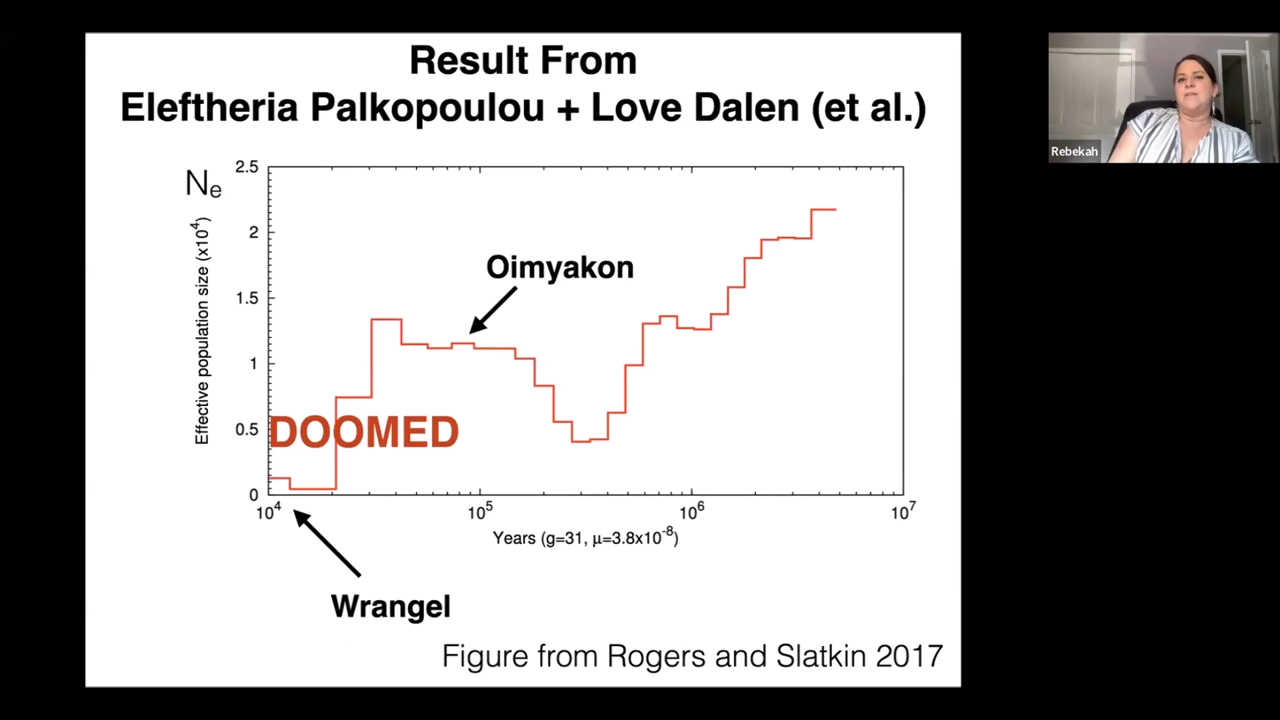 Result From
Eleftheria Palkopoulou + Love Dalen (et al.)
Ne
Effective population size (x10⁴)
2.5
2
1.5
1
0.5
0
Oimyakon
DOOMED
10⁴
10⁵
10⁶
10⁷
Years (g=31, μ=3.8x10⁻⁸)
Wrangel
Figure from Rogers and Slatkin 2017
Rebekah